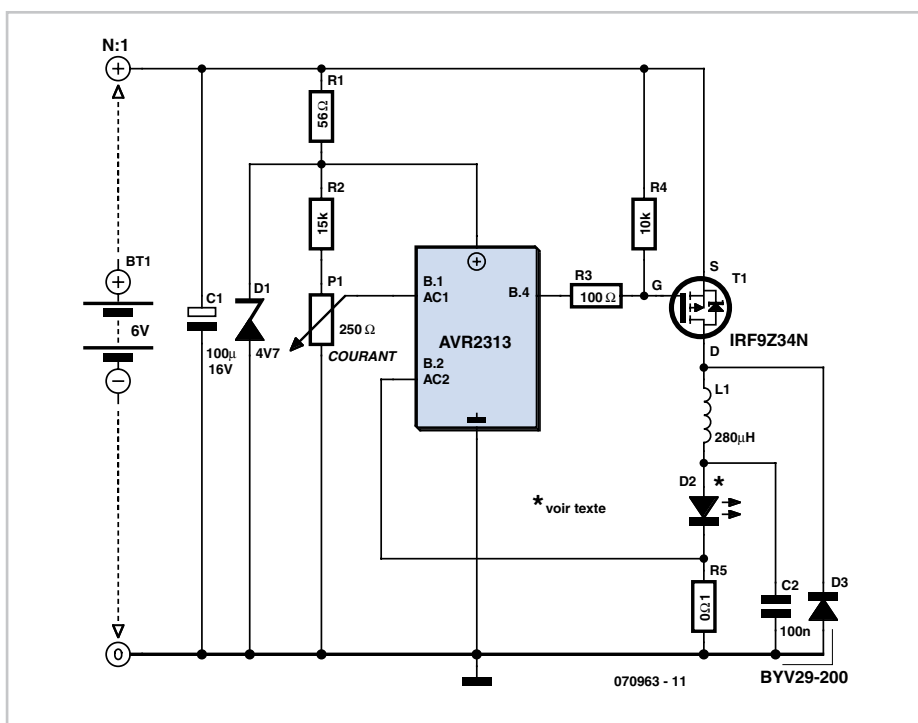 N:1
+
R1
56Ω
R2
15k
R4
10k
BT1
+
6V
−
C1
100µ
16V
D1
4V7
P1
250 Ω
COURANT
+
B.1
AC1
B.4
AVR2313
B.2
AC2
R3
100 Ω
G
S
T1
IRF9Z34N
D
L1
280µH
D2 *
* voir texte
R5
0Ω1
C2
100n
D3
BYV29-200
0
070963 - 11